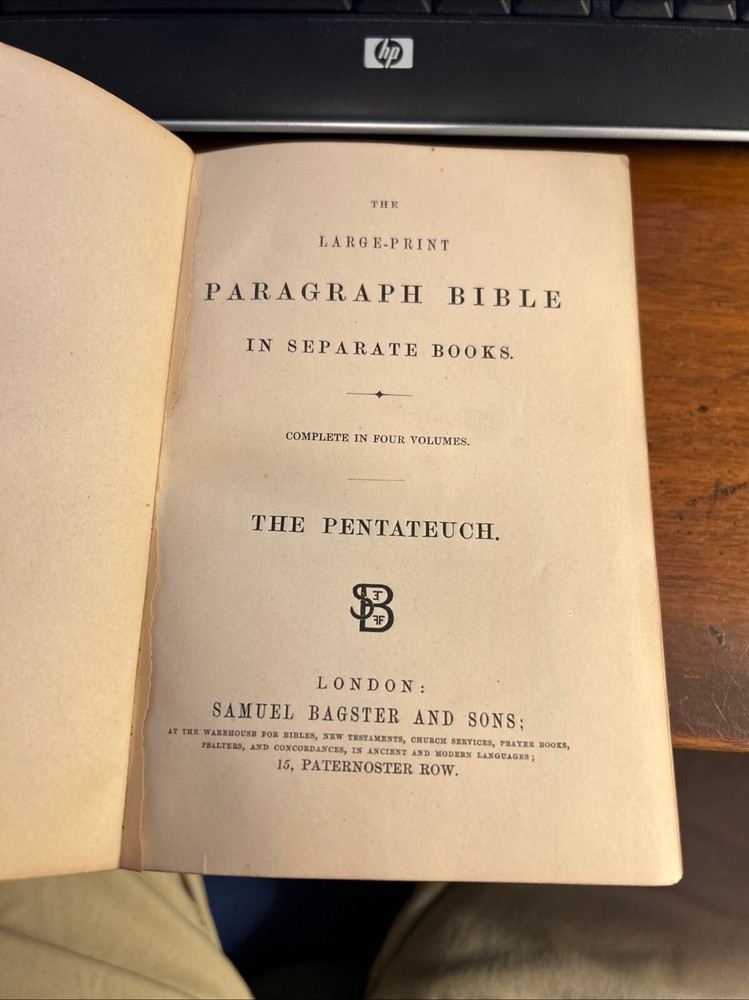 hp
THE
LARGE-PRINT
PARAGRAPH BIBLE
IN SEPARATE BOOKS.
COMPLETE IN FOUR VOLUMES.
THE PENTATEUCH.
LONDON:
SAMUEL BAGSTER AND SONS;
AT THE WAREHOUSE FOR BIBLES, NEW TESTAMENTS, CHURCH SERVICES, PRAYER BOOKS,
PSALTERS, AND CONCORDANCES, IN ANCIENT AND MODERN LANGUAGES;
15, PATERNOSTER ROW.